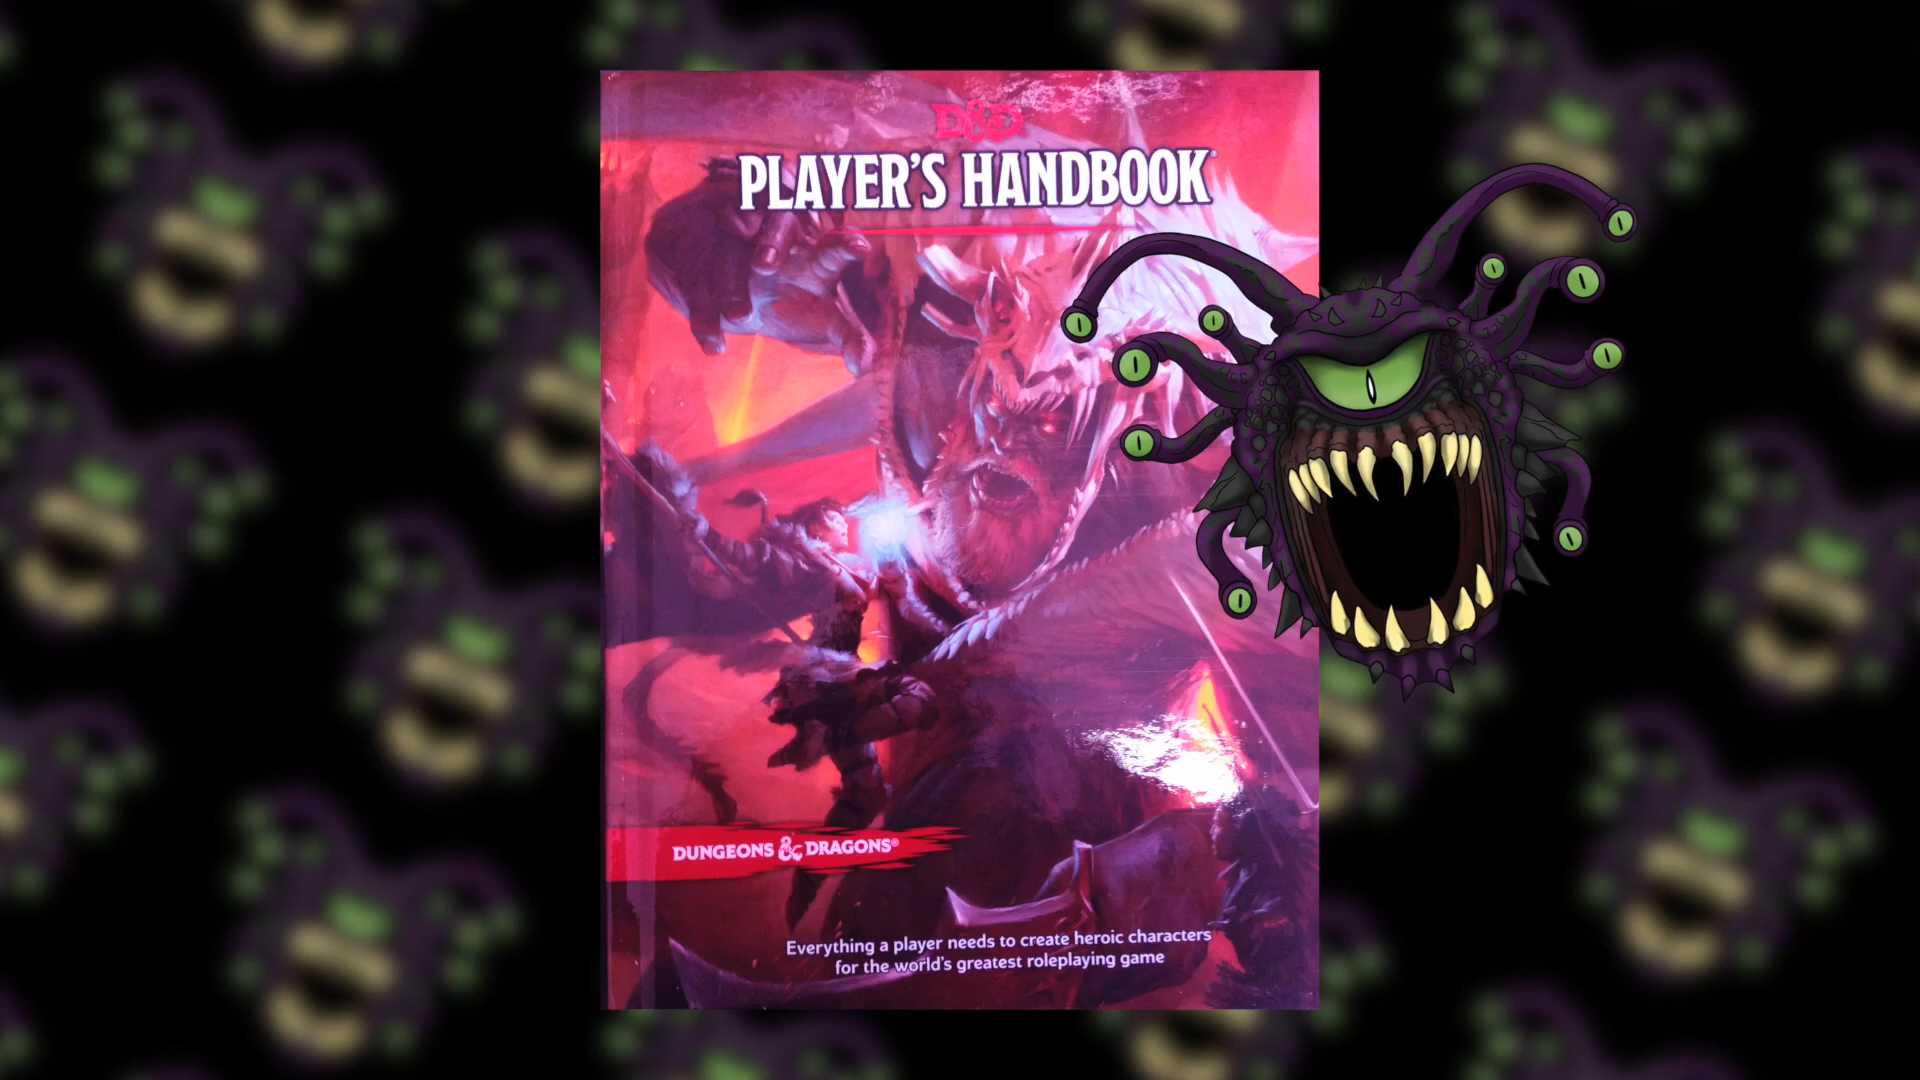 D&D
PLAYER'S HANDBOOK®
DUNGEONS & DRAGONS®
Everything a player needs to create heroic characters
for the world's greatest roleplaying game